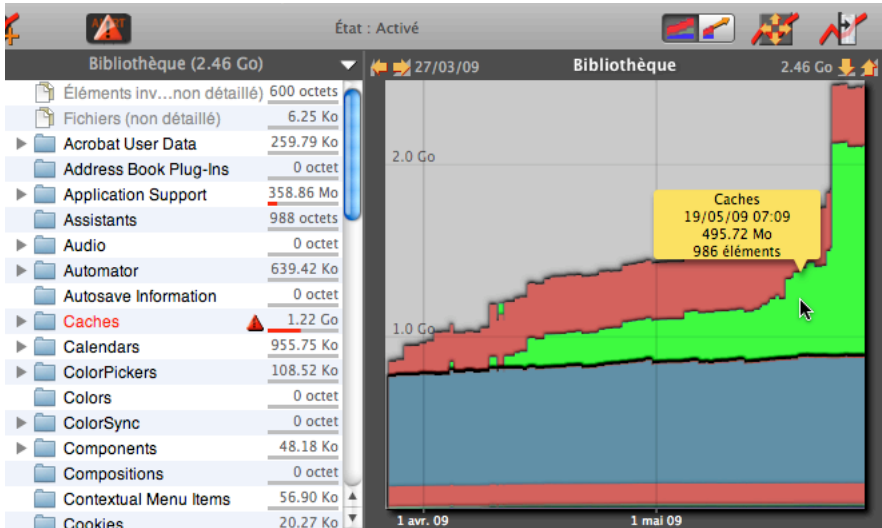 ALERT
État : Activé
Bibliothèque (2.46 Go)
Éléments inv…non détaillé) 600 octets
Fichiers (non détaillé) 6.25 Ko
Acrobat User Data 259.79 Ko
Address Book Plug-Ins 0 octet
Application Support 358.86 Mo
Assistants 988 octets
Audio 0 octet
Automator 639.42 Ko
Autosave Information 0 octet
Caches 1.22 Go
Calendars 955.75 Ko
ColorPickers 108.52 Ko
Colors 0 octet
ColorSync 0 octet
Components 48.18 Ko
Compositions 0 octet
Contextual Menu Items 56.90 Ko
Cookies 20.27 Ko
27/03/09 Bibliothèque 2.46 Go
2.0 Go
Caches
19/05/09 07:09
495.72 Mo
986 éléments
1.0 Go
1 avr. 09 1 mai 09